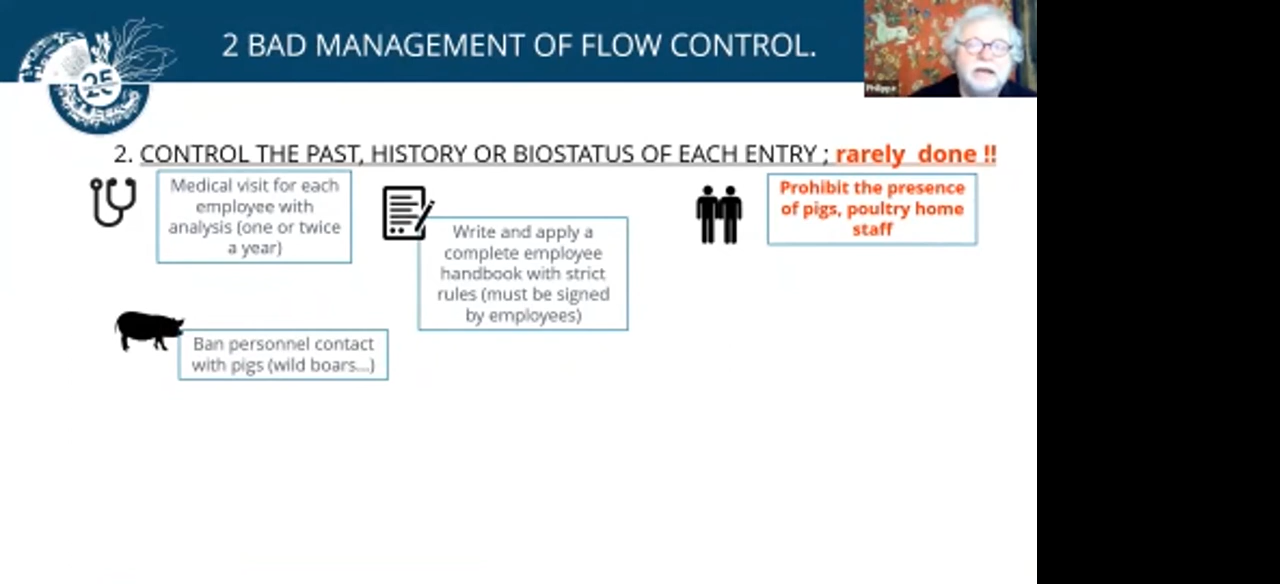 2 BAD MANAGEMENT OF FLOW CONTROL.
Philippe
25
2. CONTROL THE PAST, HISTORY OR BIOSTATUS OF EACH ENTRY ; rarely done !!
Medical visit for each
employee with
analysis (one or twice
a year)
Write and apply a
complete employee
handbook with strict
rules (must be signed
by employees)
Prohibit the presence
of pigs, poultry home
staff
Ban personnel contact
with pigs (wild boars...)